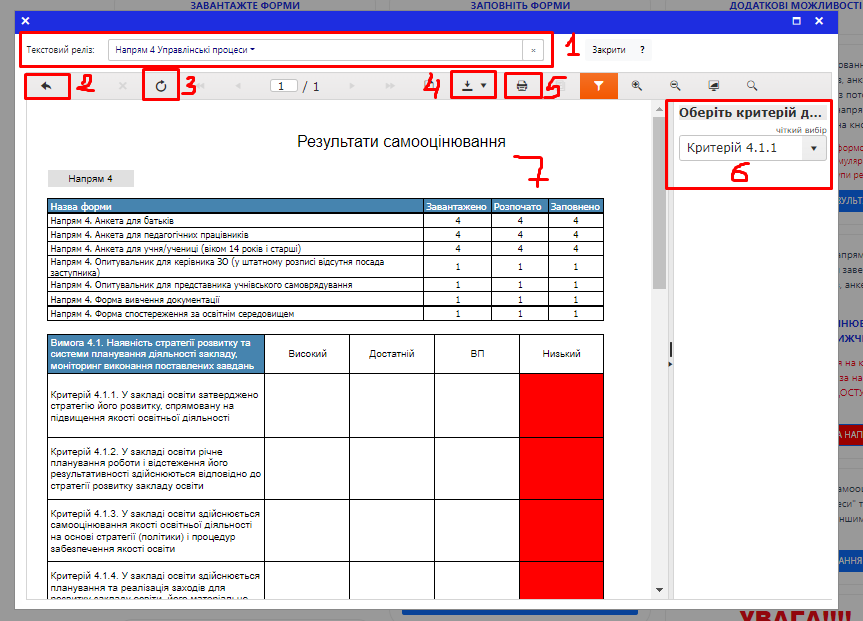 ЗАВАНТАЖТЕ ФОРМИ
ЗАПОВНІТЬ ФОРМИ
ДОДАТКОВІ МОЖЛИВОСТІ
Текстовий реліз:
Напрям 4 Управлінські процеси
1
Закрити
?
2
3
1 / 1
4
5
Результати самооцінювання
7
Оберіть критерій д...
чіткий вибір
Критерій 4.1.1
6
Напрям 4
Назва форми Завантажено Розпочато Заповнено
Напрям 4. Анкета для батьків 4 4 4
Напрям 4. Анкета для педагогічних працівників 4 4 4
Напрям 4. Анкета для учня/учениці (віком 14 років і старші) 4 4 4
Напрям 4. Опитувальник для керівника ЗО (у штатному розписі відсутня посада
заступника) 1 1 1
Напрям 4. Опитувальник для представника учнівського самоврядування 1 1 1
Напрям 4. Форма вивчення документації 1 1 1
Напрям 4. Форма спостереження за освітнім середовищем 1 1 1
Вимога 4.1. Наявність стратегії розвитку та
системи планування діяльності закладу,
моніторинг виконання поставлених завдань
Високий Достатній ВП Низький
Критерій 4.1.1. У закладі освіти затверджено
стратегію його розвитку, спрямовану на
підвищення якості освітньої діяльності
Критерій 4.1.2. У закладі освіти річне
планування роботи і відстеження його
результативності здійснюються відповідно до
стратегії розвитку закладу освіти
Критерій 4.1.3. У закладі освіти здійснюється
самооцінювання якості освітньої діяльності
на основі стратегії (політики) і процедур
забезпечення якості освіти
Критерій 4.1.4. У закладі освіти здійснюється
планування та реалізація заходів для
розвитку закладу освіти, його матеріально-
УВАГА!!!!